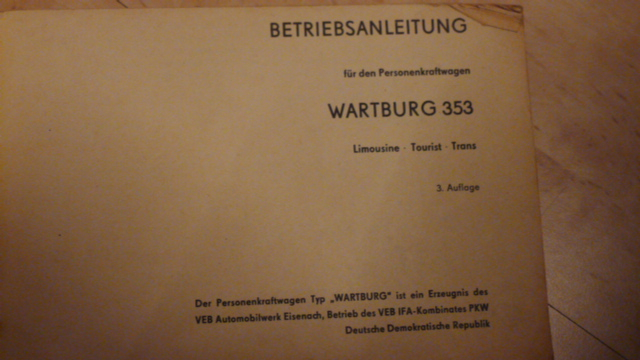 BETRIEBSANLEITUNG
für den Personenkraftwagen
WARTBURG 353
Limousine · Tourist · Trans
3. Auflage
Der Personenkraftwagen Typ „WARTBURG" ist ein Erzeugnis des
VEB Automobilwerk Eisenach, Betrieb des VEB IFA-Kombinates PKW
Deutsche Demokratische Republik